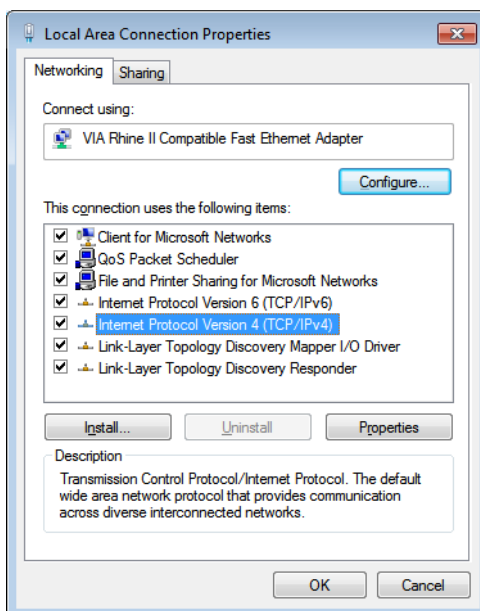 Local Area Connection Properties
Networking
Sharing
Connect using:
VIA Rhine II Compatible Fast Ethernet Adapter
Configure...
This connection uses the following items:
Client for Microsoft Networks
QoS Packet Scheduler
File and Printer Sharing for Microsoft Networks
Internet Protocol Version 6 (TCP/IPv6)
Internet Protocol Version 4 (TCP/IPv4)
Link-Layer Topology Discovery Mapper I/O Driver
Link-Layer Topology Discovery Responder
Install...
Uninstall
Properties
Description
Transmission Control Protocol/Internet Protocol. The default
wide area network protocol that provides communication
across diverse interconnected networks.
OK
Cancel